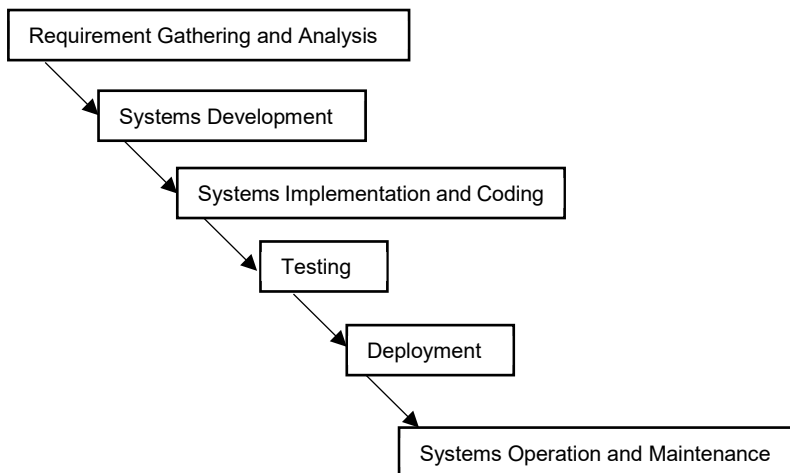 Requirement Gathering and Analysis
Systems Development
Systems Implementation and Coding
Testing
Deployment
Systems Operation and Maintenance